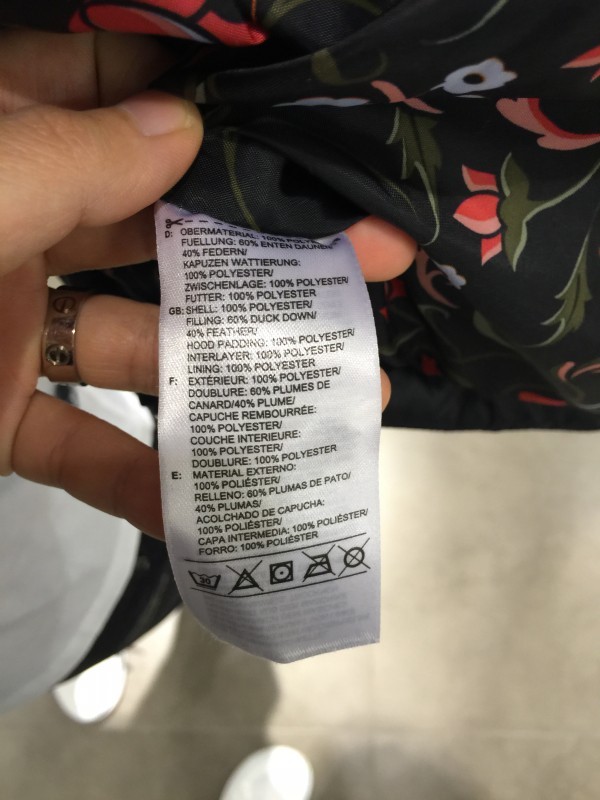 D: OBERMATERIAL: 100% POLYESTER/
FUELLUNG: 60% ENTEN DAUNEN/
40% FEDERN/
KAPUZEN WATTIERUNG:
100% POLYESTER/
ZWISCHENLAGE: 100% POLYESTER/
FUTTER: 100% POLYESTER
GB: SHELL: 100% POLYESTER/
FILLING: 60% DUCK DOWN/
40% FEATHER/
HOOD PADDING: 100% POLYESTER/
INTERLAYER: 100% POLYESTER/
LINING: 100% POLYESTER
F: EXTÉRIEUR: 100% POLYESTER/
DOUBLURE: 60% PLUMES DE
CANARD/40% PLUME/
CAPUCHE REMBOURRÉE:
100% POLYESTER/
COUCHE INTERIEURE:
100% POLYESTER/
DOUBLURE: 100% POLYESTER
E: MATERIAL EXTERNO:
100% POLIÉSTER/
RELLENO: 60% PLUMAS DE PATO/
40% PLUMAS/
ACOLCHADO DE CAPUCHA:
100% POLIÉSTER/
CAPA INTERMEDIA: 100% POLIÉSTER/
FORRO: 100% POLIÉSTER
30